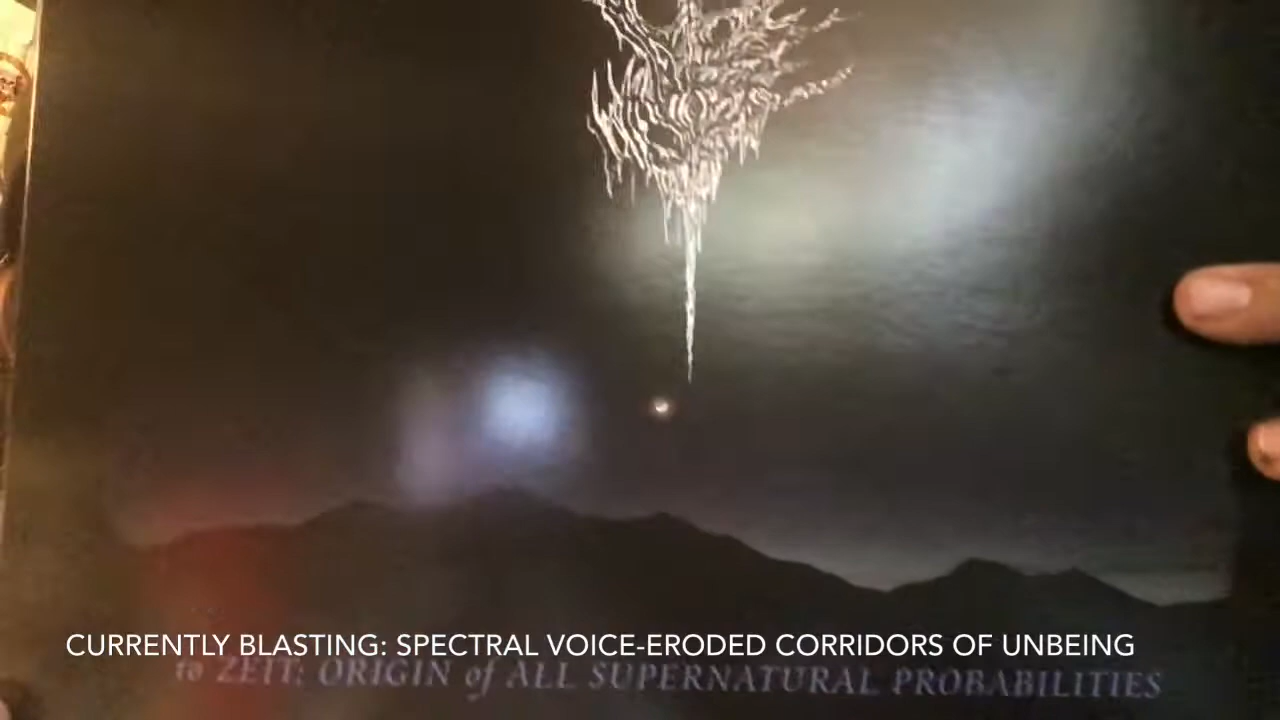 CURRENTLY BLASTING: SPECTRAL VOICE-ERODED CORRIDORS OF UNBEING
to ZEIT: ORIGIN of ALL SUPERNATURAL PROBABILITIES